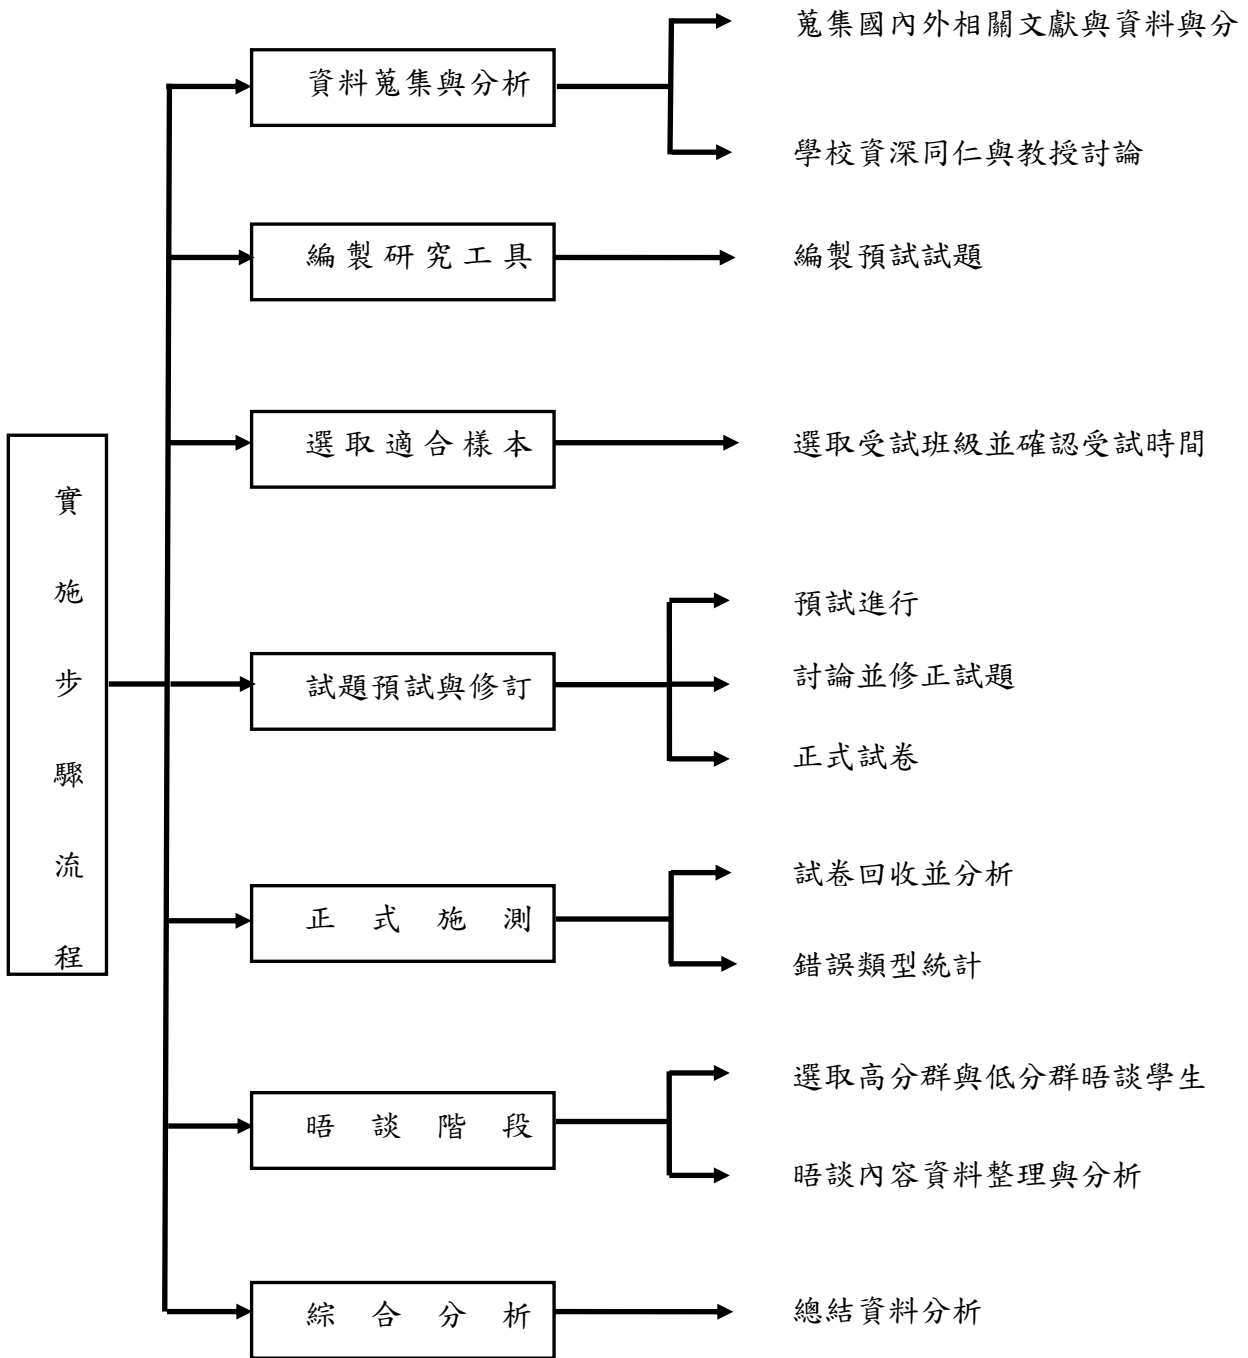 實施步驟流程
資料蒐集與分析
蒐集國內外相關文獻與資料與分
學校資深同仁與教授討論
編製研究工具
編製預試試題
選取適合樣本
選取受試班級並確認受試時間
試題預試與修訂
預試進行
討論並修正試題
正式試卷
正式施測
試卷回收並分析
錯誤類型統計
晤談階段
選取高分群與低分群晤談學生
晤談內容資料整理與分析
綜合分析
總結資料分析